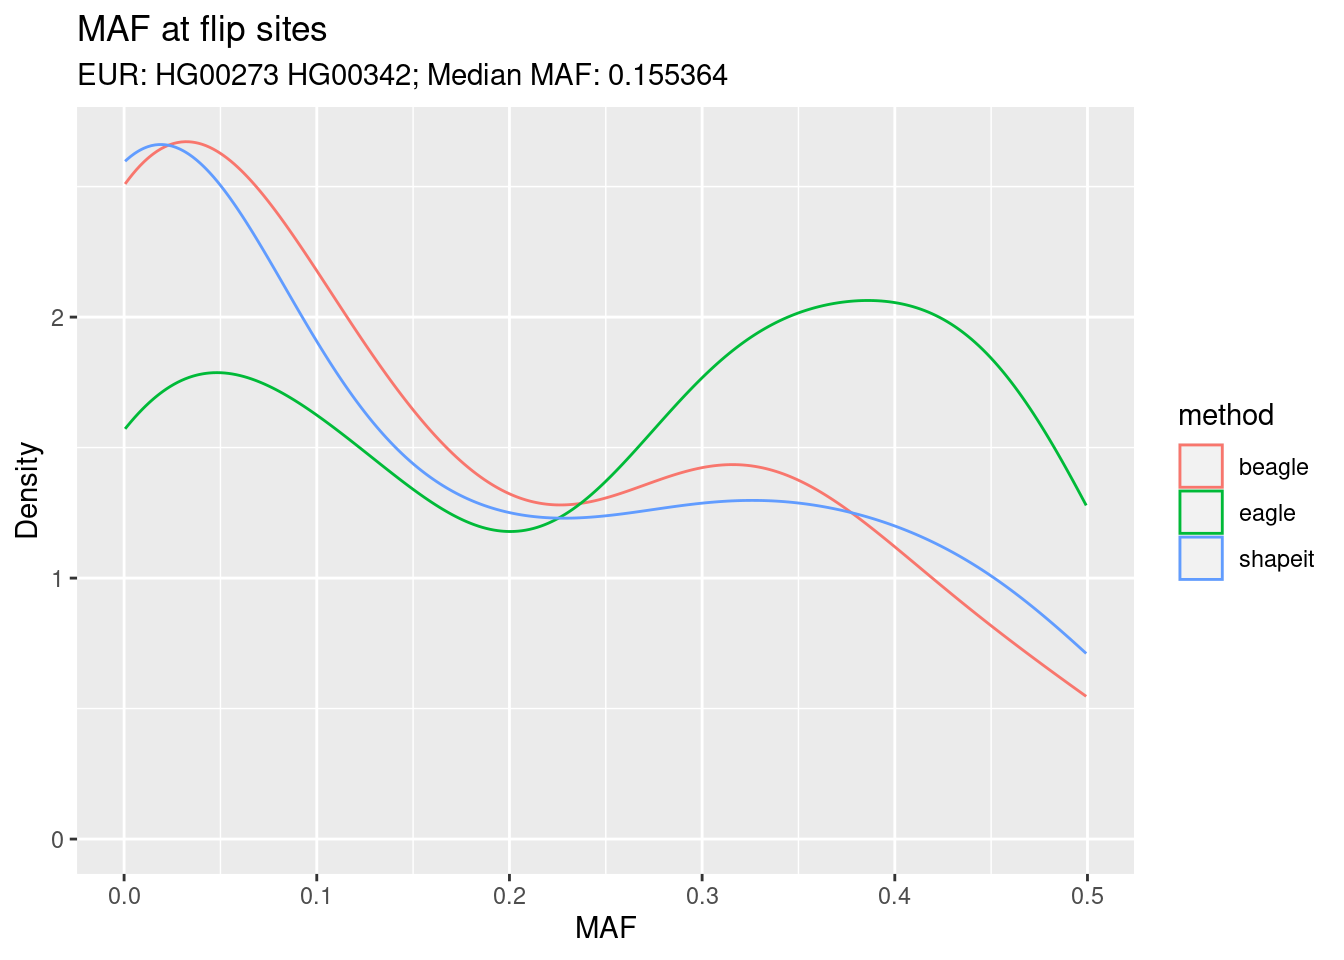 MAF at flip sites
EUR: HG00273 HG00342; Median MAF: 0.155364
Density
2
1
0
0.0 0.1 0.2 0.3 0.4 0.5
MAF
method
beagle
eagle
shapeit